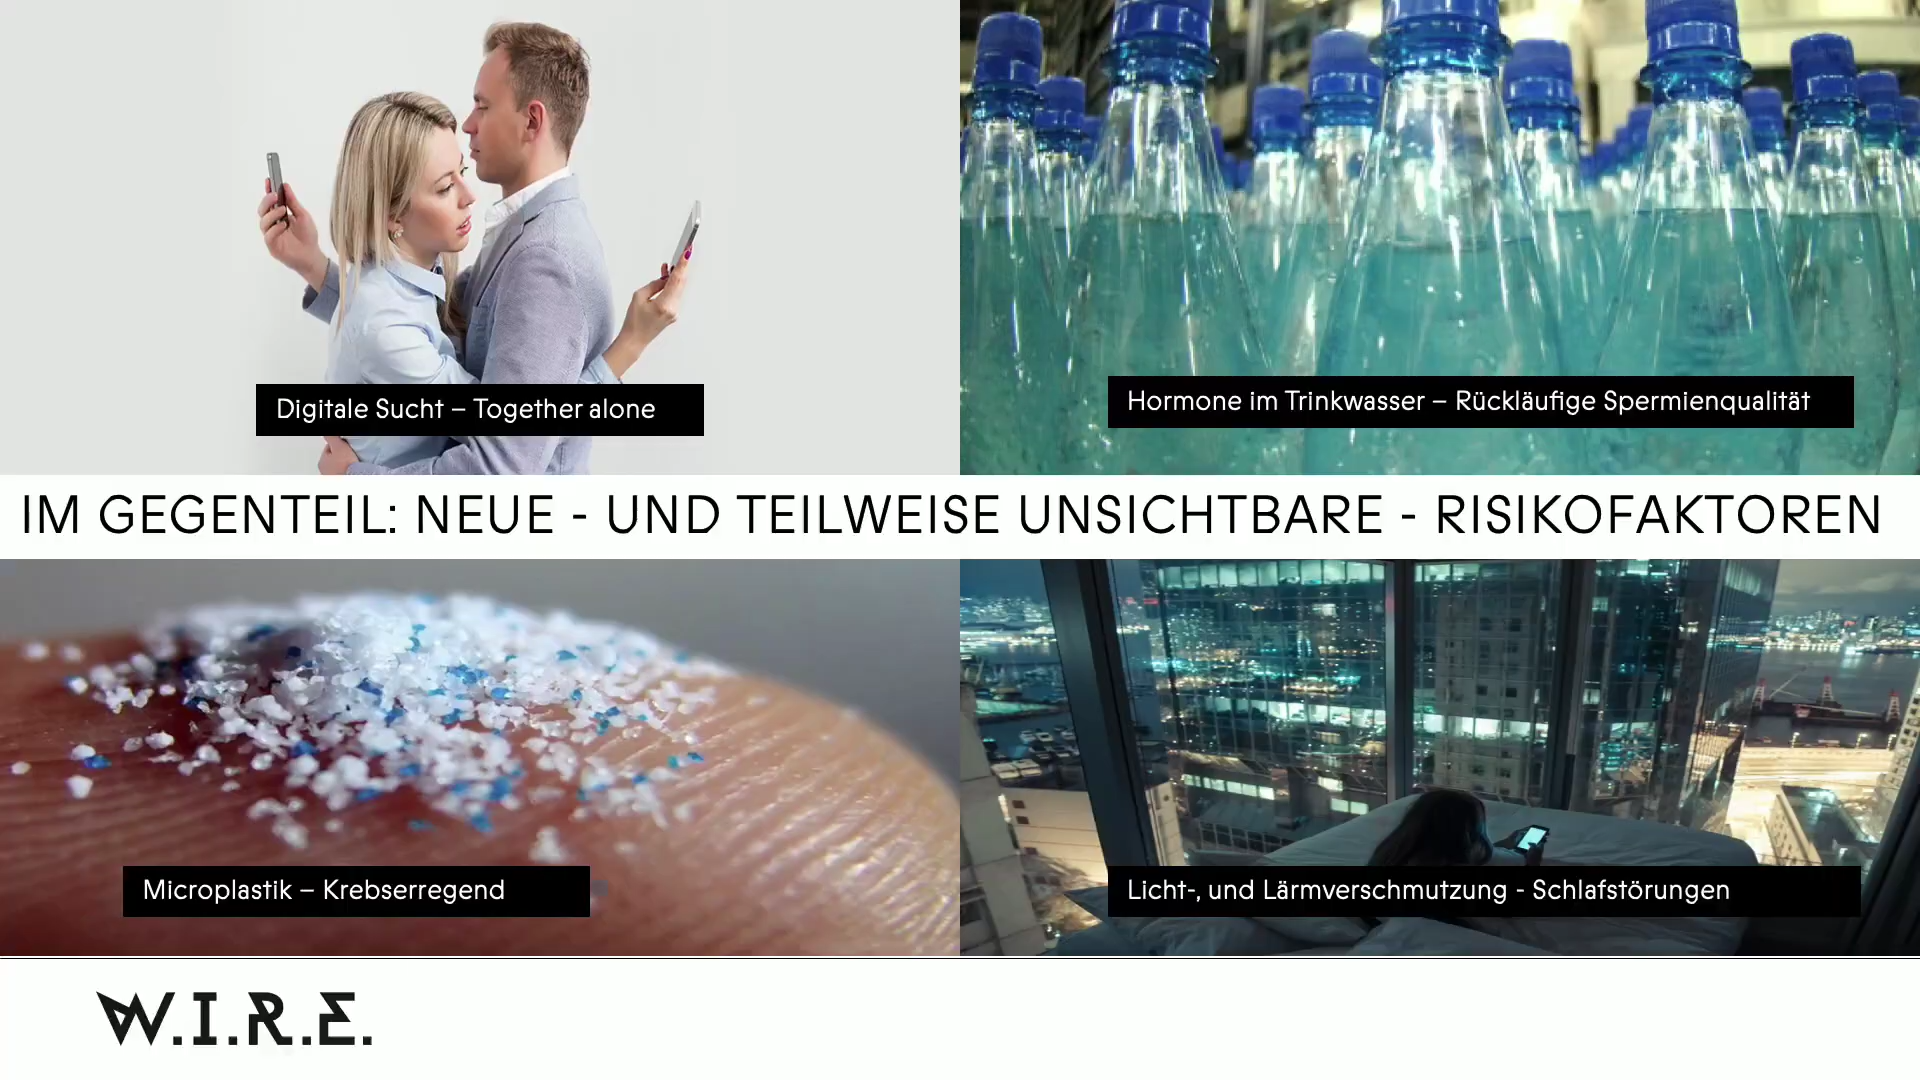 Digitale Sucht – Together alone
Hormone im Trinkwasser – Rückläufige Spermienqualität
IM GEGENTEIL: NEUE - UND TEILWEISE UNSICHTBARE - RISIKOFAKTOREN
Microplastik – Krebserregend
Licht-, und Lärmverschmutzung - Schlafstörungen
W.I.R.E.